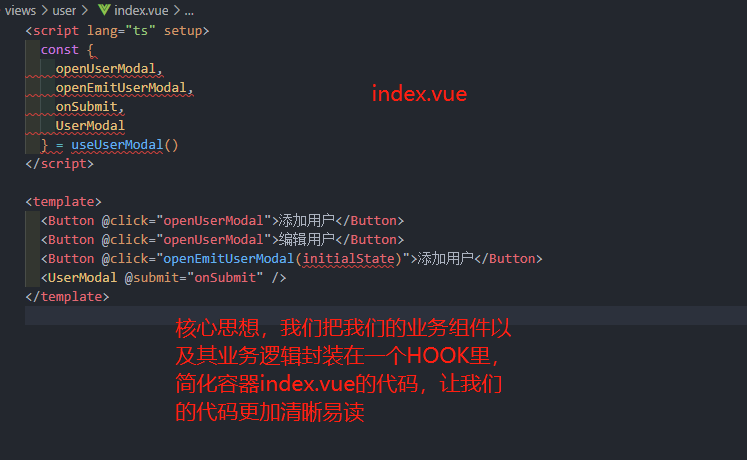 views > user > index.vue > ...
<script lang="ts" setup>
const {
openUserModal,
openEmitUserModal,
onSubmit,
UserModal
} = useUserModal()
</script>
index.vue
<template>
<Button @click="openUserModal">添加用户</Button>
<Button @click="openUserModal">编辑用户</Button>
<Button @click="openEmitUserModal(initialState)">添加用户</Button>
<UserModal @submit="onSubmit" />
</template>
核心思想，我们把我们的业务组件以
及其业务逻辑封装在一个HOOK里，
简化容器index.vue的代码，让我们
的代码更加清晰易读